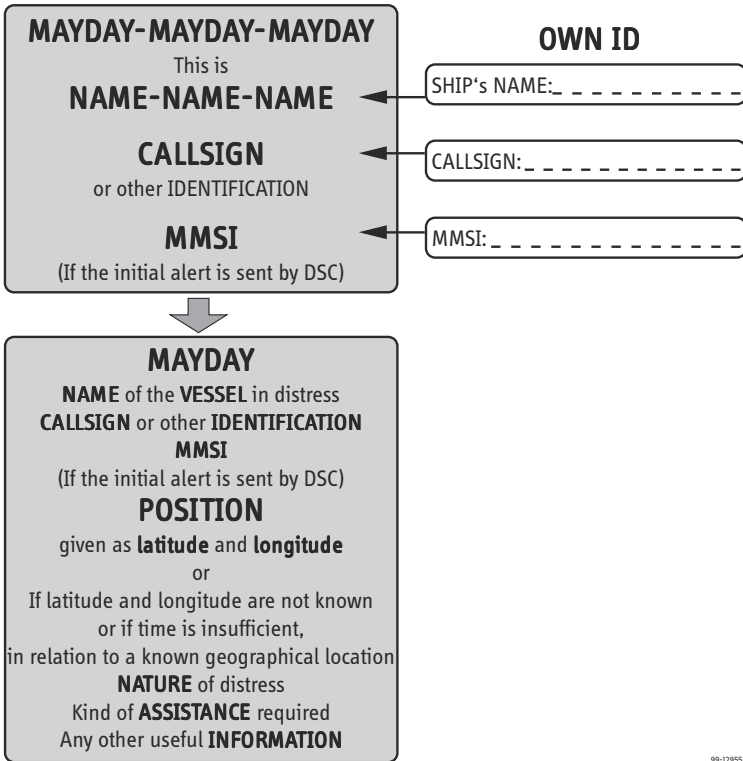 MAYDAY-MAYDAY-MAYDAY
This is
NAME-NAME-NAME
CALLSIGN
or other IDENTIFICATION
MMSI
(If the initial alert is sent by DSC)
OWN ID
SHIP‘s NAME:_ _ _ _ _ _ _ _ _ _ _
CALLSIGN:_ _ _ _ _ _ _ _ _ _ _ _
MMSI:_ _ _ _ _ _ _ _ _ _ _ _ _
MAYDAY
NAME of the VESSEL in distress
CALLSIGN or other IDENTIFICATION
MMSI
(If the initial alert is sent by DSC)
POSITION
given as latitude and longitude
or
If latitude and longitude are not known
or if time is insufficient,
in relation to a known geographical location
NATURE of distress
Kind of ASSISTANCE required
Any other useful INFORMATION
99-12955